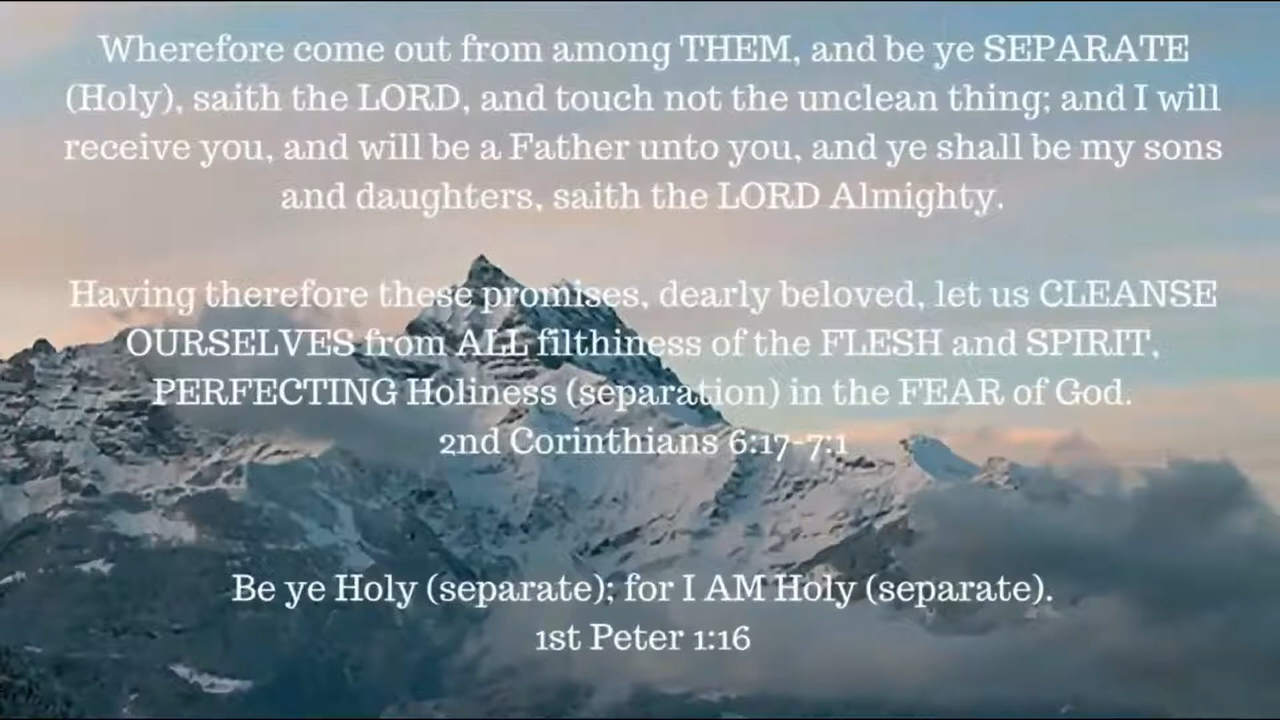 Wherefore come out from among THEM, and be ye SEPARATE
(Holy), saith the LORD, and touch not the unclean thing; and I will
receive you, and will be a Father unto you, and ye shall be my sons
and daughters, saith the LORD Almighty.
Having therefore these promises, dearly beloved, let us CLEANSE
OURSELVES from ALL filthiness of the FLESH and SPIRIT,
PERFECTING Holiness (separation) in the FEAR of God.
2nd Corinthians 6:17-7:1
Be ye Holy (separate); for I AM Holy (separate).
1st Peter 1:16